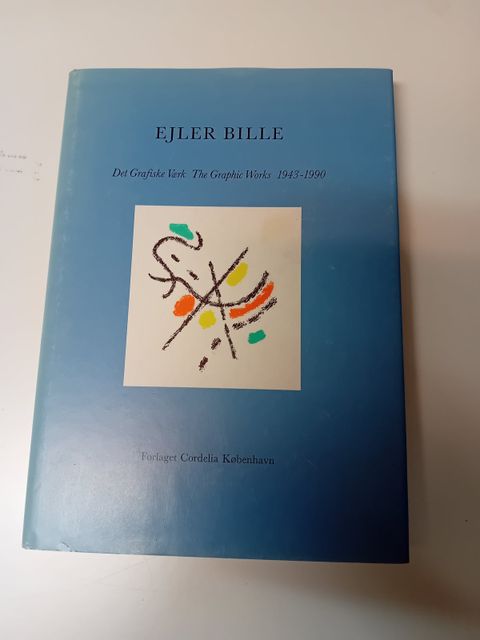 EJLER BILLE
Det Grafiske Værk The Graphic Works 1943-1990
Forlaget Cordelia København